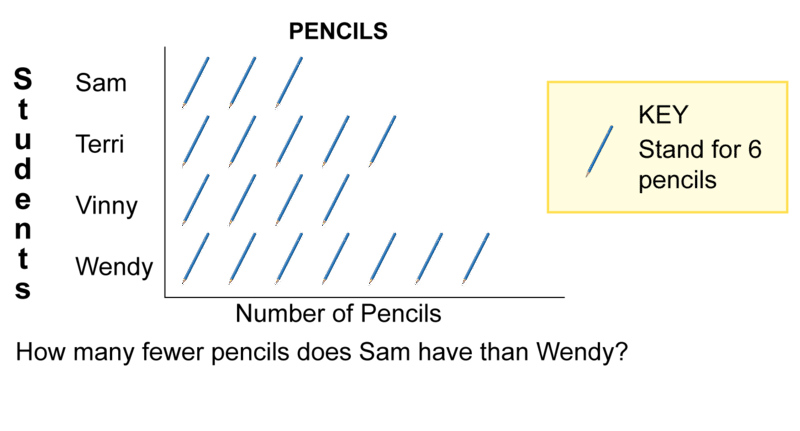 PENCILS
Students
Sam
Terri
Vinny
Wendy
KEY
Stand for 6
pencils
Number of Pencils
How many fewer pencils does Sam have than Wendy?